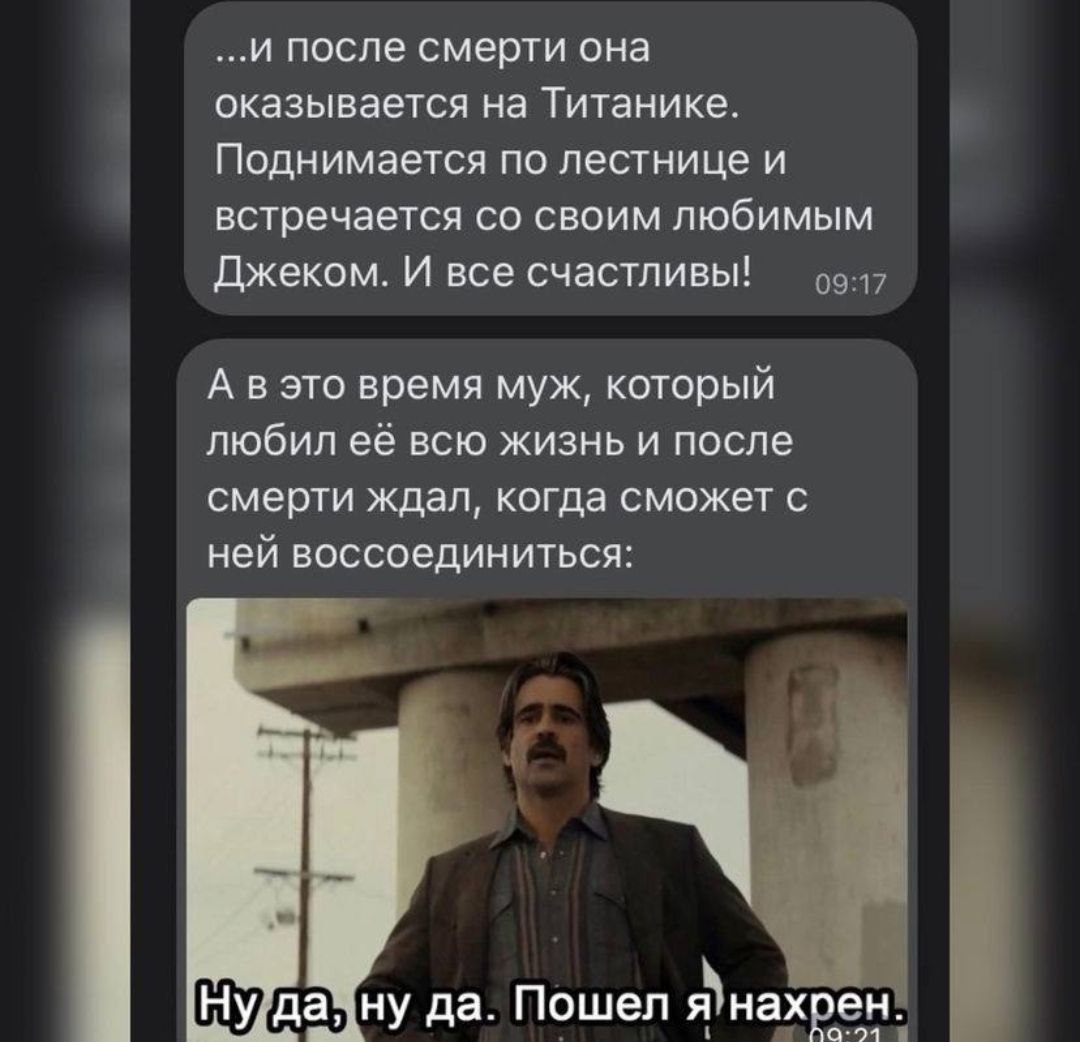 ...и после смерти она
оказывается на Титанике.
Поднимается по лестнице и
встречается со своим любимым
Джеком. И все счастливы!
09:17
А в это время муж, который
любил её всю жизнь и после
смерти ждал, когда сможет с
ней воссоединиться:
Ну да, ну да. Пошел я нахрен.
09:21